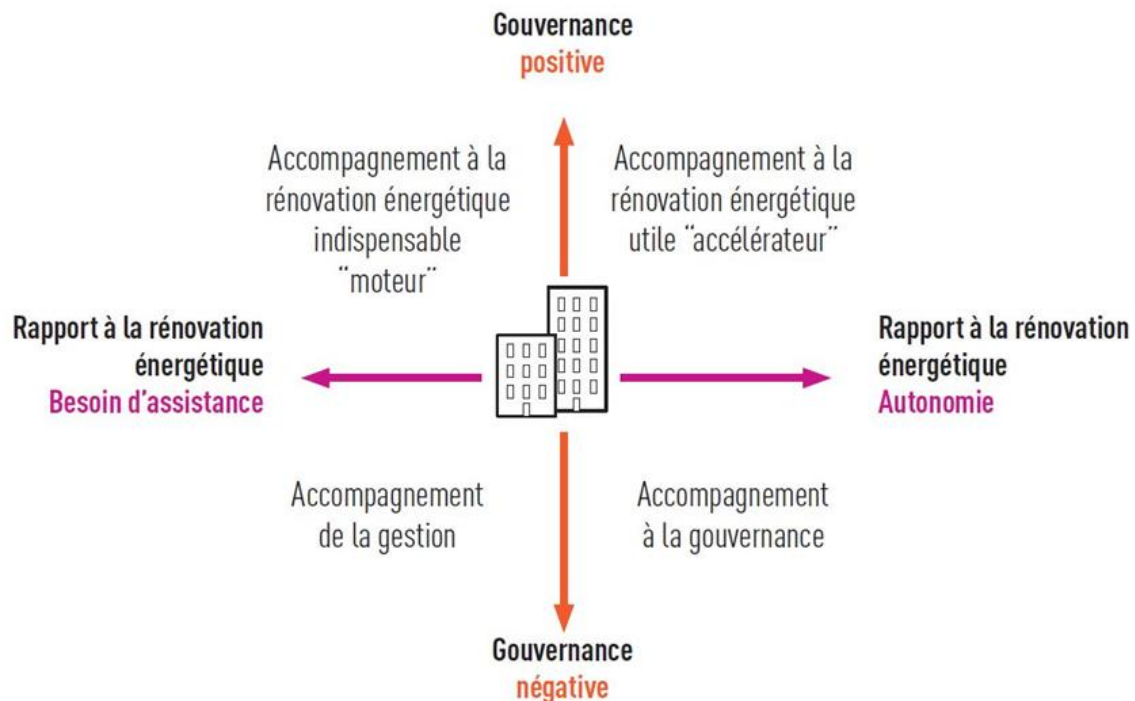 Gouvernance
positive
Accompagnement à la
rénovation énergétique
indispensable
“moteur”
Accompagnement à la
rénovation énergétique
utile “accélérateur”
Rapport à la rénovation
énergétique
Besoin d’assistance
Rapport à la rénovation
énergétique
Autonomie
Accompagnement
de la gestion
Accompagnement
à la gouvernance
Gouvernance
négative